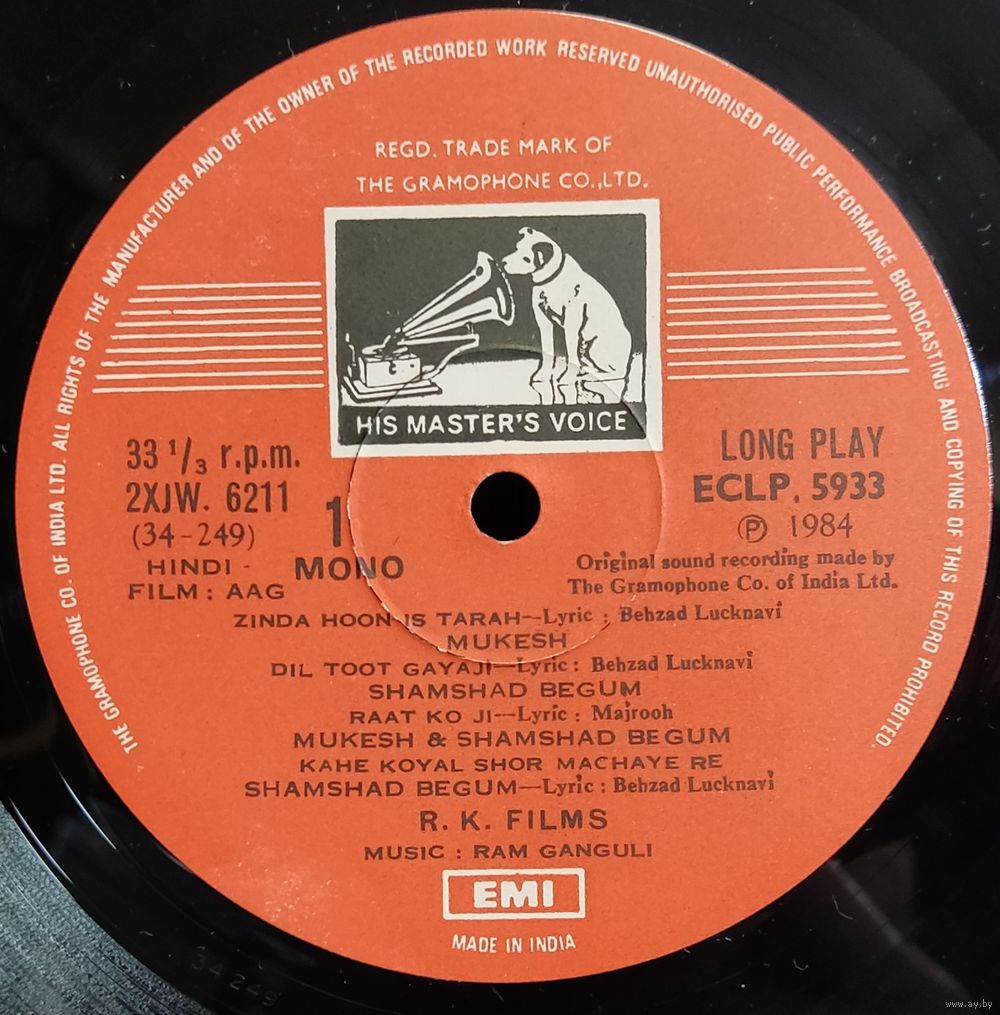 THE GRAMOPHONE CO. OF INDIA LTD. ALL RIGHTS OF THE MANUFACTURER AND OF THE OWNER OF THE RECORDED WORK RESERVED UNAUTHORISED PUBLIC PERFORMANCE BROADCASTING AND COPYING OF THIS RECORD PROHIBITED.
REGD. TRADE MARK OF
THE GRAMOPHONE CO.,LTD.
HIS MASTER'S VOICE
33 1/3 r.p.m.
2XJW. 6211
(34-249)
1
HINDI - MONO
FILM : AAG
LONG PLAY
ECLP. 5933
Ⓟ 1984
Original sound recording made by
The Gramophone Co. of India Ltd.
ZINDA HOON IS TARAH—Lyric : Behzad Lucknavi
MUKESH
DIL TOOT GAYAJI—Lyric : Behzad Lucknavi
SHAMSHAD BEGUM
RAAT KO JI—Lyric : Majrooh
MUKESH & SHAMSHAD BEGUM
KAHE KOYAL SHOR MACHAYE RE
SHAMSHAD BEGUM—Lyric : Behzad Lucknavi
R. K. FILMS
MUSIC : RAM GANGULI
EMI
MADE IN INDIA
34 249
www.ay.by